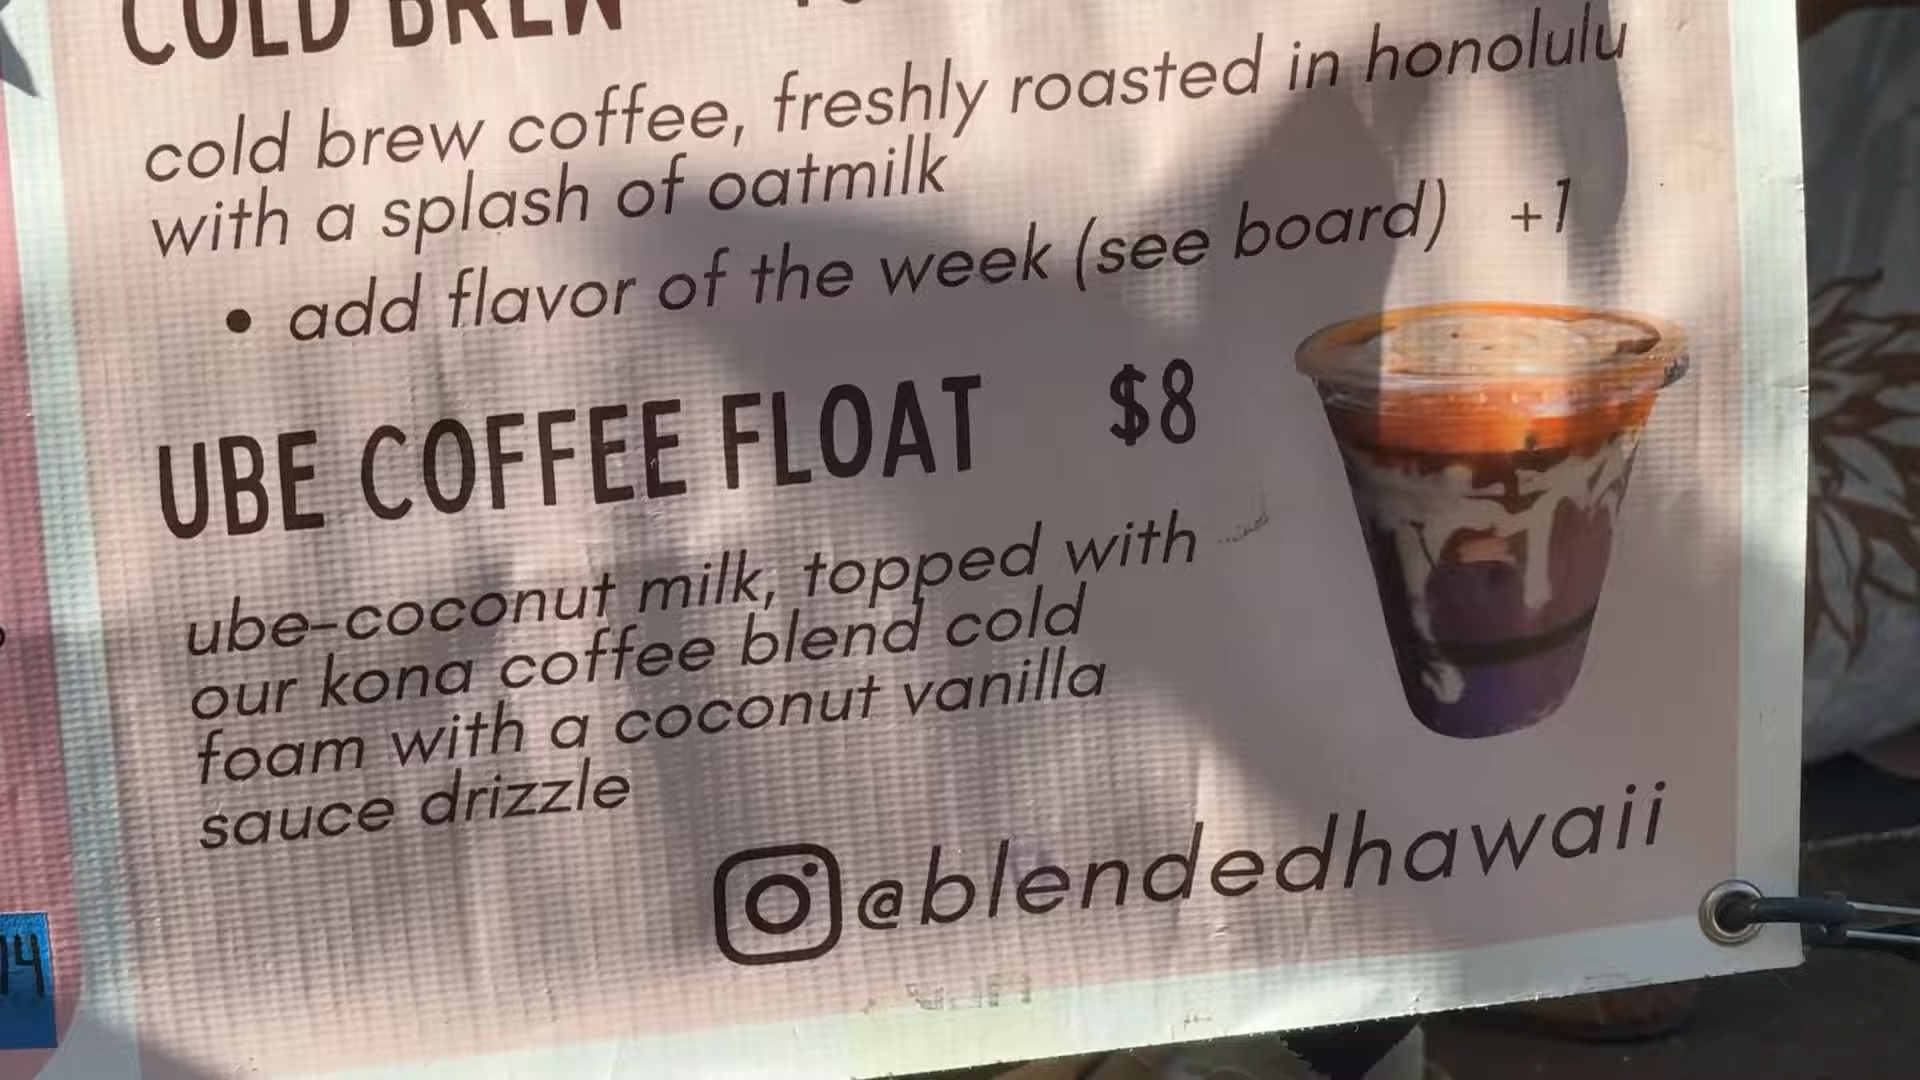 COLD BREW
cold brew coffee, freshly roasted in honolulu
with a splash of oatmilk
• add flavor of the week (see board) +1
UBE COFFEE FLOAT $8
ube-coconut milk, topped with
our kona coffee blend cold
foam with a coconut vanilla
sauce drizzle
@blendedhawaii